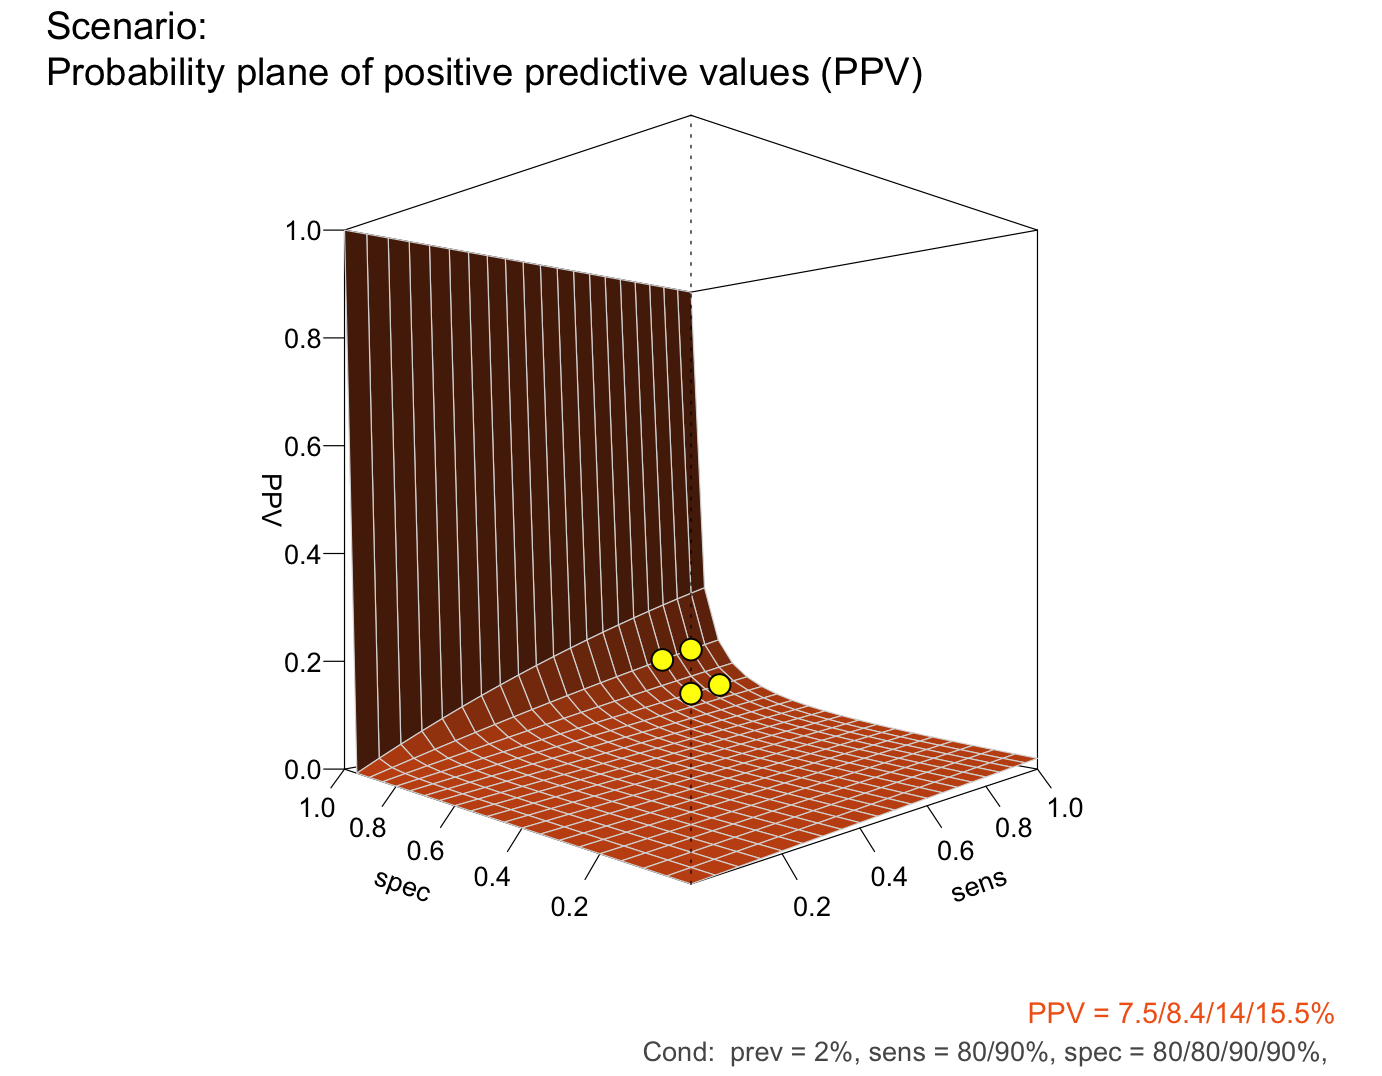 Scenario:
Probability plane of positive predictive values (PPV)
1.0
0.8
0.6
0.4
0.2
0.0
PPV
1.0
0.8
0.6
0.4
0.2
spec
0.2
0.4
0.6
0.8
1.0
sens
PPV = 7.5/8.4/14/15.5%
Cond:  prev = 2%, sens = 80/90%, spec = 80/80/90/90%,